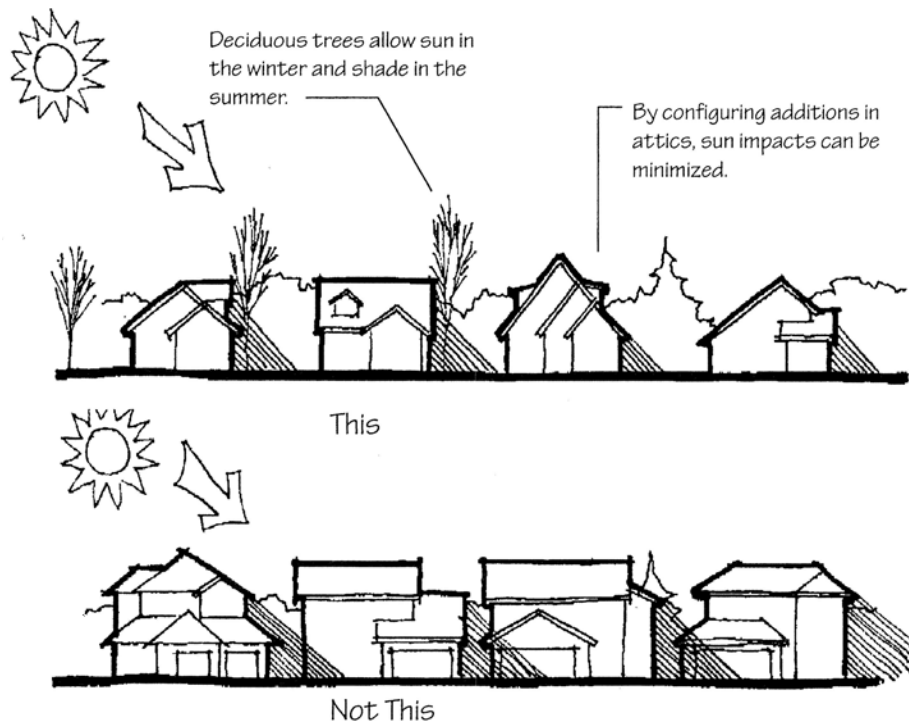 Deciduous trees allow sun in
the winter and shade in the
summer.
By configuring additions in
attics, sun impacts can be
minimized.
This
Not This